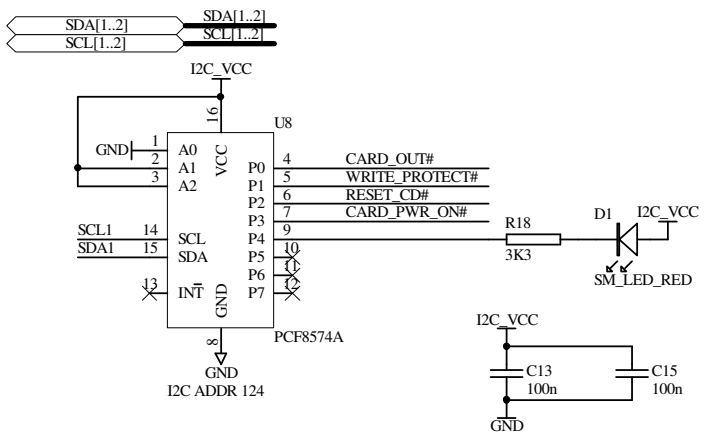 SDA[1..2] SDA[1..2]
SCL[1..2] SCL[1..2]
I2C_VCC
16
U8
GND 1 A0 VCC
2 A1 P0 4 CARD_OUT#
3 A2 P1 5 WRITE_PROTECT#
P2 6 RESET_CD#
P3 7 CARD_PWR_ON#
SCL1 14 SCL P4 9 R18 D1 I2C_VCC
SDA1 15 SDA P5 10 3K3
P6 11 SM_LED_RED
13 INT GND P7 12
8 PCF8574A
GND
I2C ADDR 124
I2C_VCC
C13 C15
100n 100n
GND